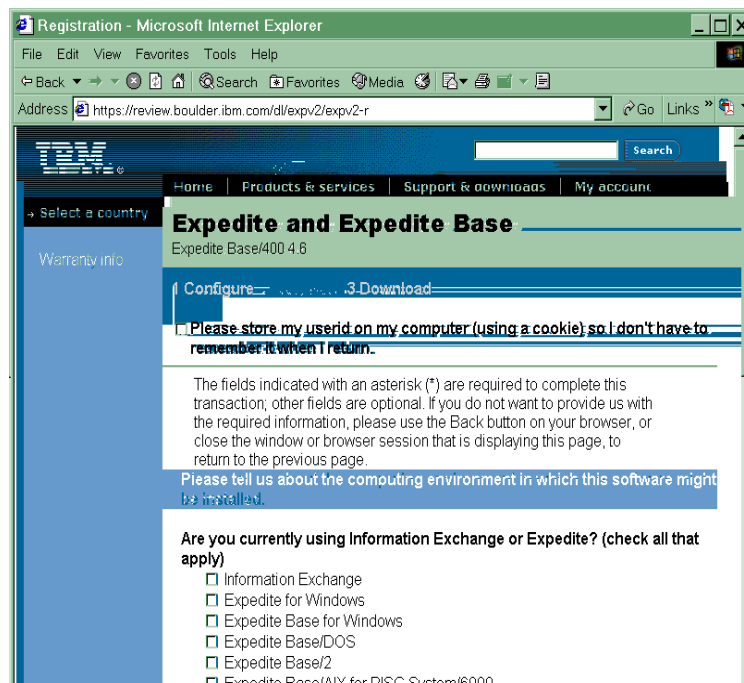 Registration - Microsoft Internet Explorer
File Edit View Favorites Tools Help
Back Search Favorites Media
Address https://review.boulder.ibm.com/dl/expv2/expv2-r Go Links »
IBM®
Search
Home Products & services Support & downloads My account
Select a country
Expedite and Expedite Base
Expedite Base/400 4.6
Warranty info
1 Configure 3 Download
Please store my userid on my computer (using a cookie) so I don't have to
remember it when I return.
The fields indicated with an asterisk (*) are required to complete this
transaction; other fields are optional. If you do not want to provide us with
the required information, please use the Back button on your browser, or
close the window or browser session that is displaying this page, to
return to the previous page.
Please tell us about the computing environment in which this software might
be installed.
Are you currently using Information Exchange or Expedite? (check all that
apply)
Information Exchange
Expedite for Windows
Expedite Base for Windows
Expedite Base/DOS
Expedite Base/2
Expedite Base/AIX for RISC System/6000